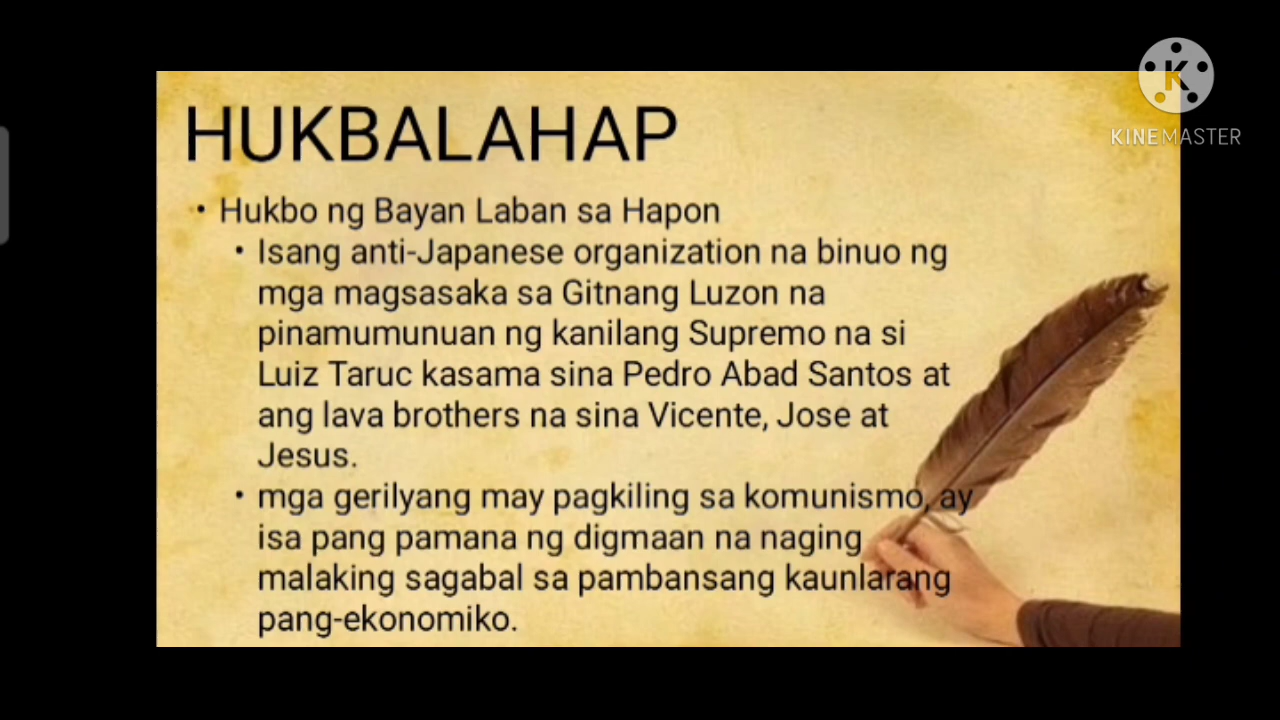 HUKBALAHAP
KINEMASTER
• Hukbo ng Bayan Laban sa Hapon
• Isang anti-Japanese organization na binuo ng
mga magsasaka sa Gitnang Luzon na
pinamumunuan ng kanilang Supremo na si
Luiz Taruc kasama sina Pedro Abad Santos at
ang lava brothers na sina Vicente, Jose at
Jesus.
• mga gerilyang may pagkiling sa komunismo, ay
isa pang pamana ng digmaan na naging
malaking sagabal sa pambansang kaunlarang
pang-ekonomiko.